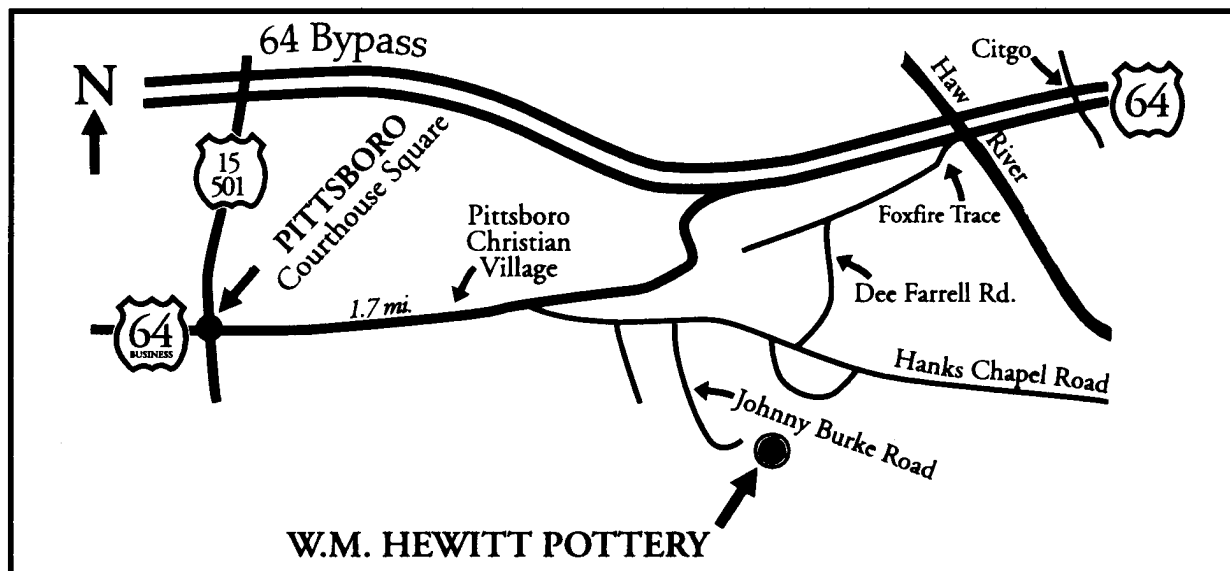 64 Bypass
N
Citgo
Haw
River
64
15
501
PITTSBORO
Courthouse Square
Foxfire Trace
Pittsboro
Christian
Village
Dee Farrell Rd.
1.7 mi.
64
BUSINESS
Hanks Chapel Road
Johnny Burke Road
W.M. HEWITT POTTERY